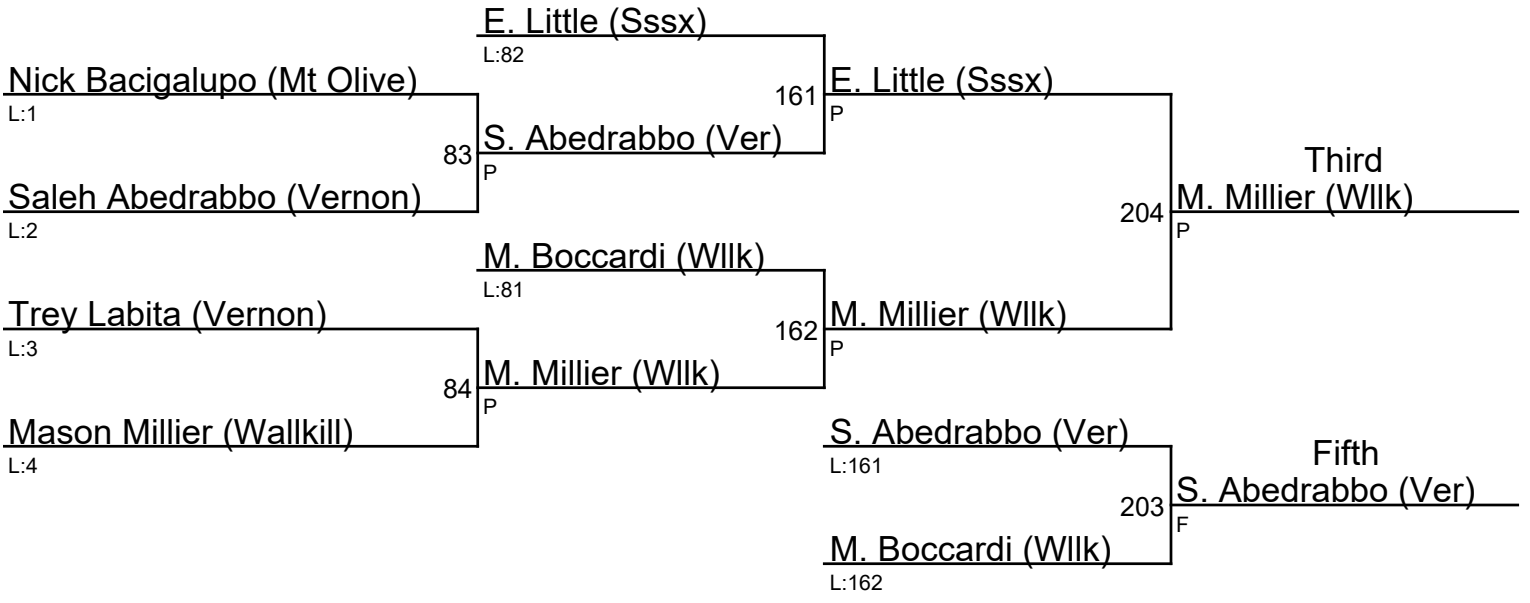 E. Little (Sssx)
L:82
Nick Bacigalupo (Mt Olive)
L:1
161
E. Little (Sssx)
P
83
S. Abedrabbo (Ver)
P
Saleh Abedrabbo (Vernon)
L:2
Third
204
M. Millier (Wllk)
P
M. Boccardi (Wllk)
L:81
Trey Labita (Vernon)
L:3
162
M. Millier (Wllk)
P
84
M. Millier (Wllk)
P
Mason Millier (Wallkill)
L:4
S. Abedrabbo (Ver)
L:161
Fifth
203
S. Abedrabbo (Ver)
F
M. Boccardi (Wllk)
L:162